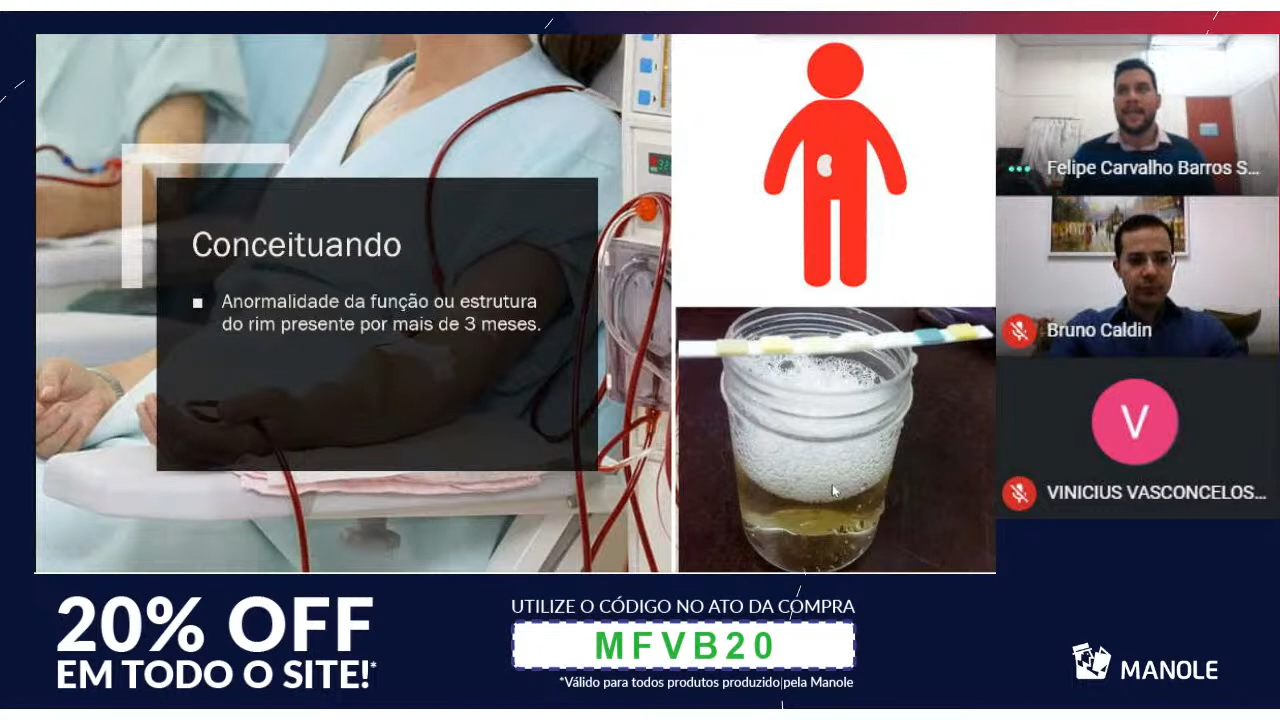 Conceituando
Anormalidade da função ou estrutura
do rim presente por mais de 3 meses.
Felipe Carvalho Barros S...
Bruno Caldin
V
VINICIUS VASCONCELOS...
20% OFF
EM TODO O SITE!*
UTILIZE O CÓDIGO NO ATO DA COMPRA
MFVB20
*Válido para todos produtos produzido pela Manole
MANOLE